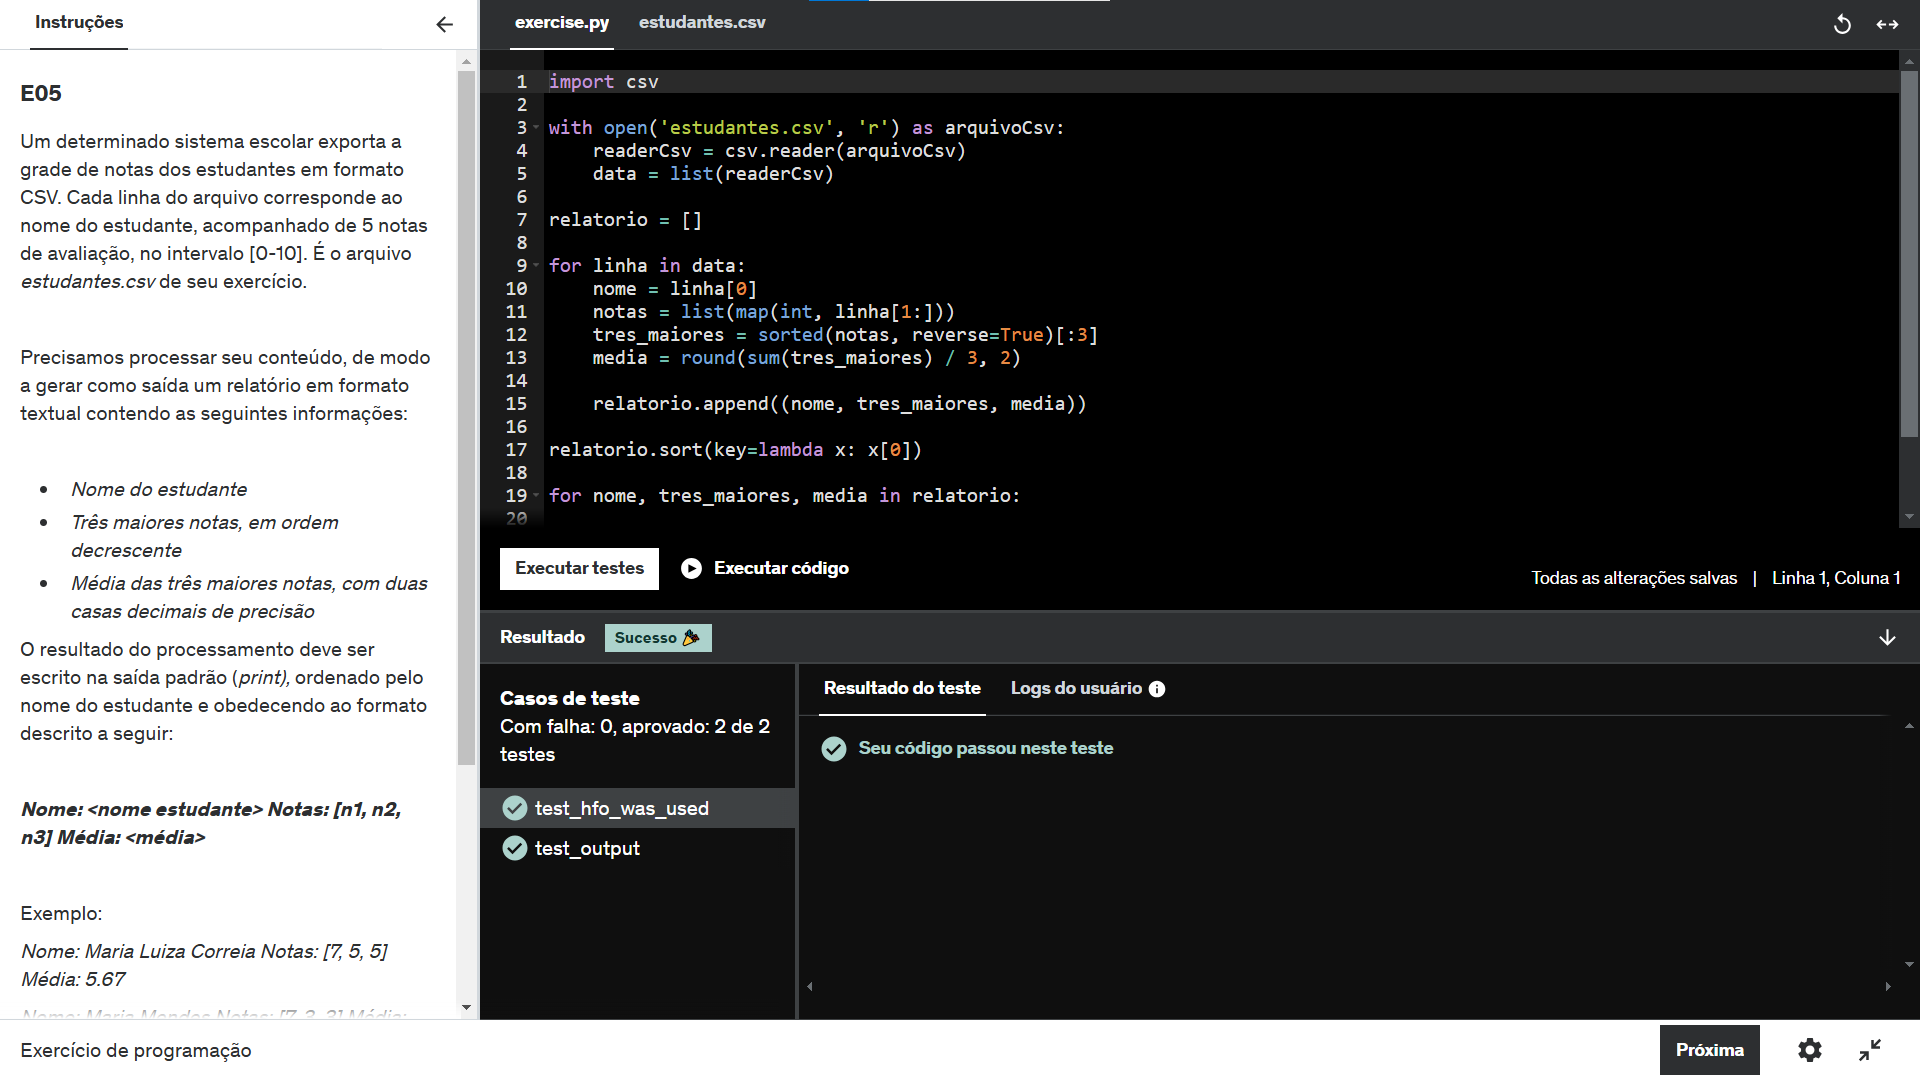 Instruções
E05
Um determinado sistema escolar exporta a
grade de notas dos estudantes em formato
CSV. Cada linha do arquivo corresponde ao
nome do estudante, acompanhado de 5 notas
de avaliação, no intervalo [0-10]. É o arquivo
estudantes.csv de seu exercício.
Precisamos processar seu conteúdo, de modo
a gerar como saída um relatório em formato
textual contendo as seguintes informações:
• Nome do estudante
• Três maiores notas, em ordem
decrescente
• Média das três maiores notas, com duas
casas decimais de precisão
O resultado do processamento deve ser
escrito na saída padrão (print), ordenado pelo
nome do estudante e obedecendo ao formato
descrito a seguir:
Nome: <nome estudante> Notas: [n1, n2,
n3] Média: <média>
Exemplo:
Nome: Maria Luiza Correia Notas: [7, 5, 5]
Média: 5.67
Nome: Maria Mendes Notas: [7, 3, 3] Média:
exercise.py estudantes.csv
1 import csv
2
3 with open('estudantes.csv', 'r') as arquivoCsv:
4     readerCsv = csv.reader(arquivoCsv)
5     data = list(readerCsv)
6
7 relatorio = []
8
9 for linha in data:
10     nome = linha[0]
11     notas = list(map(int, linha[1:]))
12     tres_maiores = sorted(notas, reverse=True)[:3]
13     media = round(sum(tres_maiores) / 3, 2)
14
15     relatorio.append((nome, tres_maiores, media))
16
17 relatorio.sort(key=lambda x: x[0])
18
19 for nome, tres_maiores, media in relatorio:
20
Executar testes Executar código
Todas as alterações salvas | Linha 1, Coluna 1
Resultado Sucesso
Casos de teste
Com falha: 0, aprovado: 2 de 2
testes
test_hfo_was_used
test_output
Resultado do teste Logs do usuário
Seu código passou neste teste
Exercício de programação
Próxima